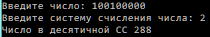 Введите число: 100100000
Введите систему счисления числа: 2
Число в десятичной СС 288